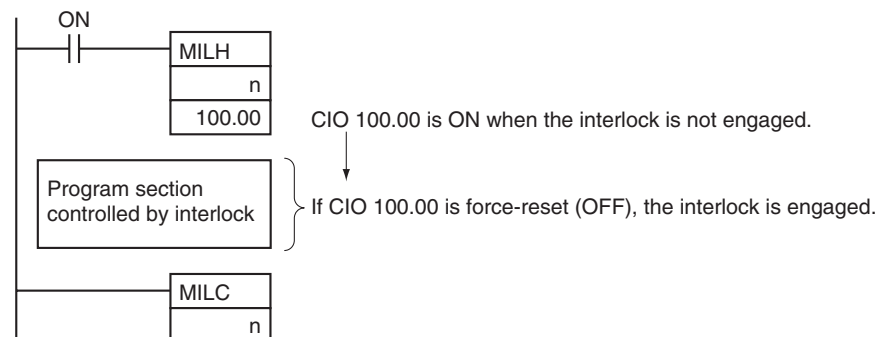 ON
MILH
n
100.00
CIO 100.00 is ON when the interlock is not engaged.
Program section
controlled by interlock
If CIO 100.00 is force-reset (OFF), the interlock is engaged.
MILC
n